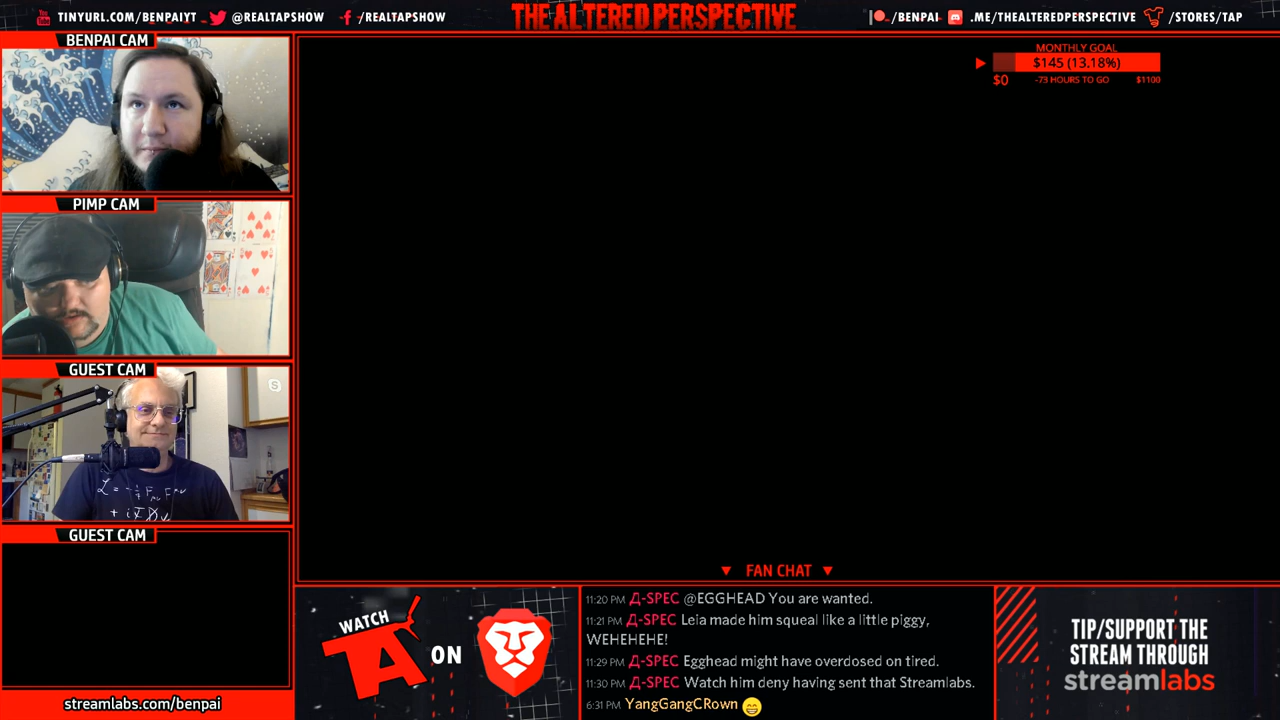 TINYURL.COM/BENPAIYT @REALTAPSHOW /REALTAPSHOW THE ALTERED PERSPECTIVE /BENPAI .ME/THEALTEREDPERSPECTIVE /STORES/TAP
BENPAI CAM
MONTHLY GOAL
$145 (13.18%)
$0 -73 HOURS TO GO $1100
PIMP CAM
GUEST CAM
GUEST CAM
FAN CHAT
WATCH
TA ON
11:20 PM Д-SPEC @EGGHEAD You are wanted.
11:21 PM Д-SPEC Leia made him squeal like a little piggy,
WEHEHEHE!
11:29 PM Д-SPEC Egghead might have overdosed on tired.
11:30 PM Д-SPEC Watch him deny having sent that Streamlabs.
6:31 PM YangGangCRown
TIP/SUPPORT THE
STREAM THROUGH
streamlabs
streamlabs.com/benpai